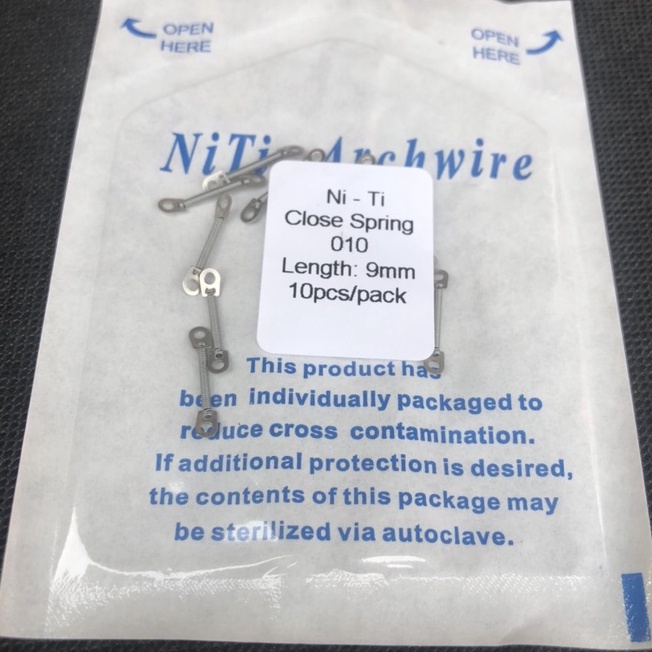 OPEN
HERE
OPEN
HERE
NiTi Archwire
Ni - Ti
Close Spring
010
Length: 9mm
10pcs/pack
This product has
been individually packaged to
reduce cross contamination.
If additional protection is desired,
the contents of this package may
be sterilized via autoclave.